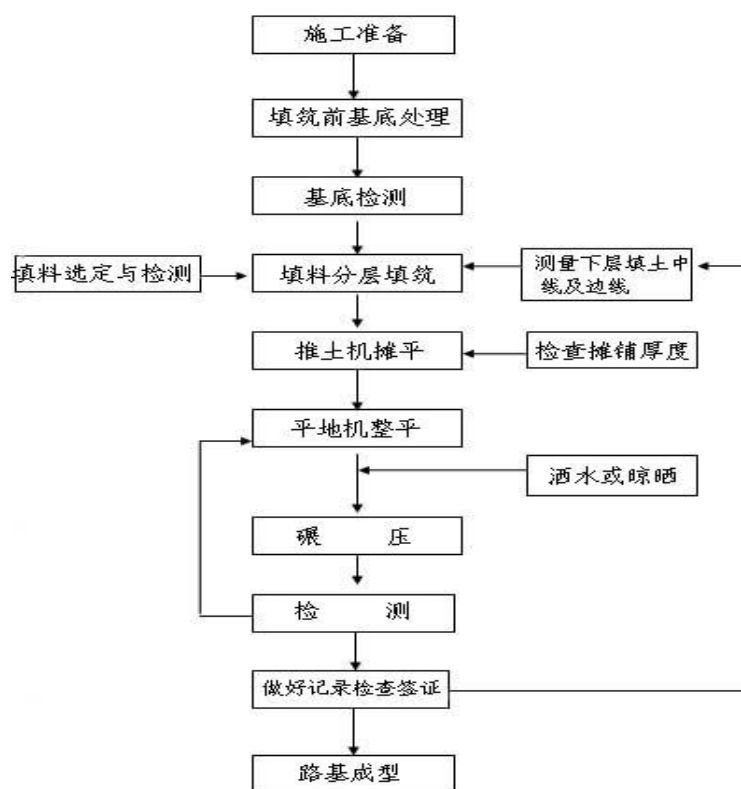 施工准备
填筑前基底处理
基底检测
填料选定与检测
填料分层填筑
测量下层填土中
线及边线
推土机摊平
检查摊铺厚度
平地机整平
洒水或晾晒
碾 压
检 测
做好记录检查签证
路基成型